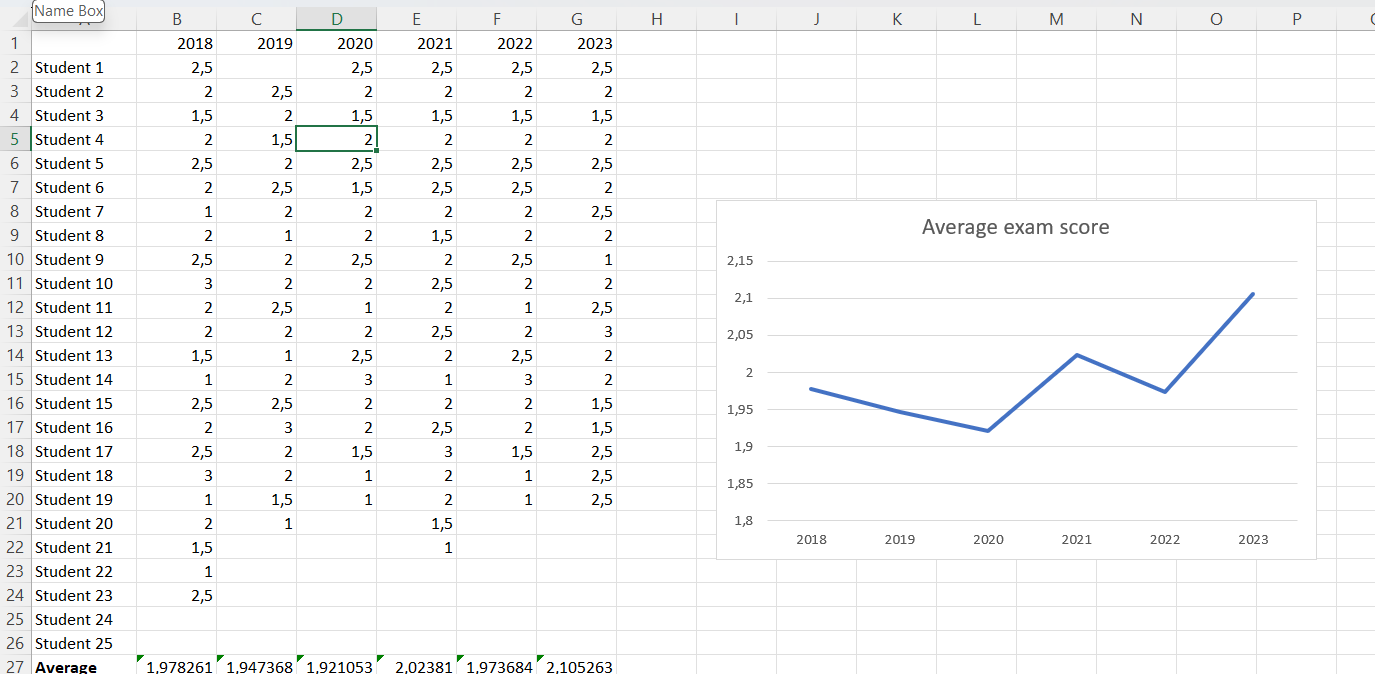 Name Box
B C D E F G H I J K L M N O P
1 2018 2019 2020 2021 2022 2023
2 Student 1 2,5 2,5 2,5 2,5 2,5
3 Student 2 2 2,5 2 2 2 2
4 Student 3 1,5 2 1,5 1,5 1,5 1,5
5 Student 4 2 1,5 2 2 2 2
6 Student 5 2,5 2 2,5 2,5 2,5 2,5
7 Student 6 2 2,5 1,5 2,5 2,5 2
8 Student 7 1 2 2 2 2 2,5
9 Student 8 2 1 2 1,5 2 2
10 Student 9 2,5 2 2,5 2 2,5 1
11 Student 10 3 2 2 2,5 2 2
12 Student 11 2 2,5 1 2 1 2,5
13 Student 12 2 2 2 2,5 2 3
14 Student 13 1,5 1 2,5 2 2,5 2
15 Student 14 1 2 3 1 3 2
16 Student 15 2,5 2,5 2 2 2 1,5
17 Student 16 2 3 2 2,5 2 1,5
18 Student 17 2,5 2 1,5 3 1,5 2,5
19 Student 18 3 2 1 2 1 2,5
20 Student 19 1 1,5 1 2 1 2,5
21 Student 20 2 1 1,5
22 Student 21 1,5 1
23 Student 22 1
24 Student 23 2,5
25 Student 24
26 Student 25
27 Average 1,978261 1,947368 1,921053 2,02381 1,973684 2,105263
Average exam score
2,15
2,1
2,05
2
1,95
1,9
1,85
1,8
2018 2019 2020 2021 2022 2023